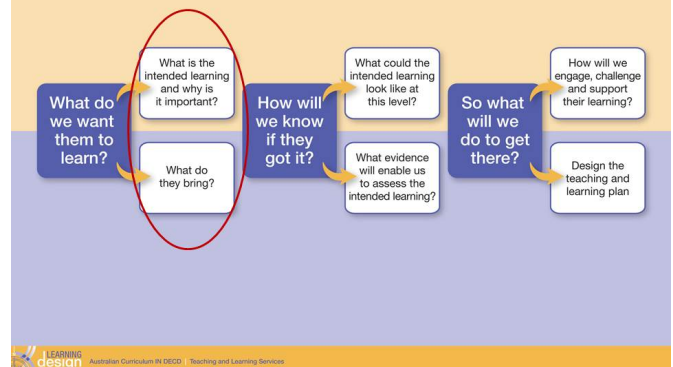 What do
we want
them to
learn?
What is the
intended learning
and why is
it important?
What do
they bring?
How will
we know
if they
got it?
What could the
intended learning
look like at
this level?
What evidence
will enable us
to assess the
intended learning?
So what
will we
do to get
there?
How will we
engage, challenge
and support
their learning?
Design the
teaching and
learning plan
LEARNING
design
Australian Curriculum IN DECD | Teaching and Learning Services